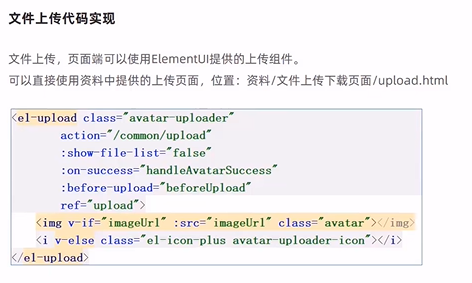 文件上传代码实现
文件上传，页面端可以使用ElementUI提供的上传组件。
可以直接使用资料中提供的上传页面，位置：资料/文件上传下载页面/upload.html
<el-upload class="avatar-uploader"
action="/common/upload"
:show-file-list="false"
:on-success="handleAvatarSuccess"
:before-upload="beforeUpload"
ref="upload">
<img v-if="imageUrl" :src="imageUrl" class="avatar"></img>
<i v-else class="el-icon-plus avatar-uploader-icon"></i>
</el-upload>